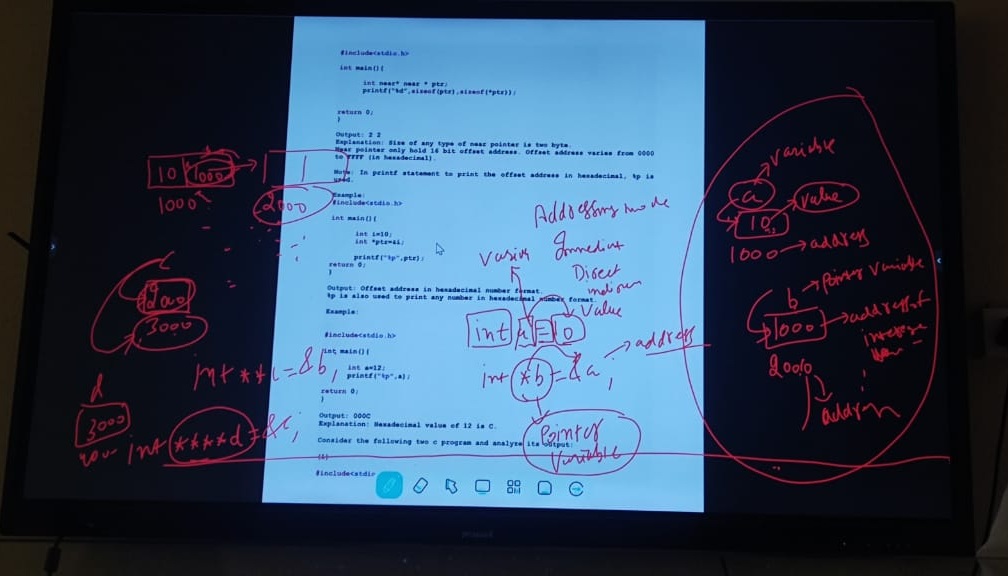 #include<stdio.h>
int main(){
int near* near * ptr;
printf("%d",sizeof(ptr),sizeof(*ptr));
return 0;
}
Output: 2 2
Explanation: Size of any type of near pointer is two byte.
Near pointer only hold 16 bit offset address. Offset address varies from 0000
to FFFF (in hexadecimal).
Note: In printf statement to print the offset address in hexadecimal, %p is
used.
Example:
#include<stdio.h>
int main(){
int i=10;
int *ptr=&i;
printf("%p",ptr);
return 0;
}
Output: Offset address in hexadecimal number format.
%p is also used to print any number in hexadecimal number format.
Example:
#include<stdio.h>
int main(){
int a=12;
printf("%p",a);
return 0;
}
Output: 000C
Explanation: Hexadecimal value of 12 is C.
Consider the following two c program and analyze its output:
(1)
#include<stdio
10 1000
1000
2000
C
2000
3000
int **c=&b,
d
3000
int ****d=&c,
Addressing mode
Direct
Value
int = 10
address
int *b=&a,
Pointer
Variable
variable
a
10 value
1000 address
b pointer variable
1000 address of
2000
address